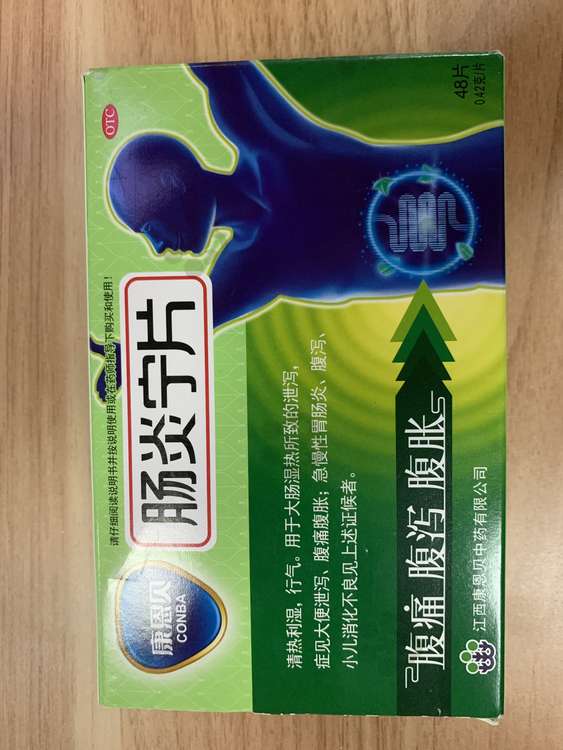 OTC
请仔细阅读说明书并按说明使用或在药师指导下购买和使用!
康恩贝
CONBA
肠炎宁片
清热利湿，行气。用于大肠湿热所致的泄泻，
症见大便泄泻、腹痛腹胀；急慢性胃肠炎、腹泻、
小儿消化不良见上述证候者。
腹痛 腹泻 腹胀
江西康恩贝中药有限公司
48片
0.42克/片